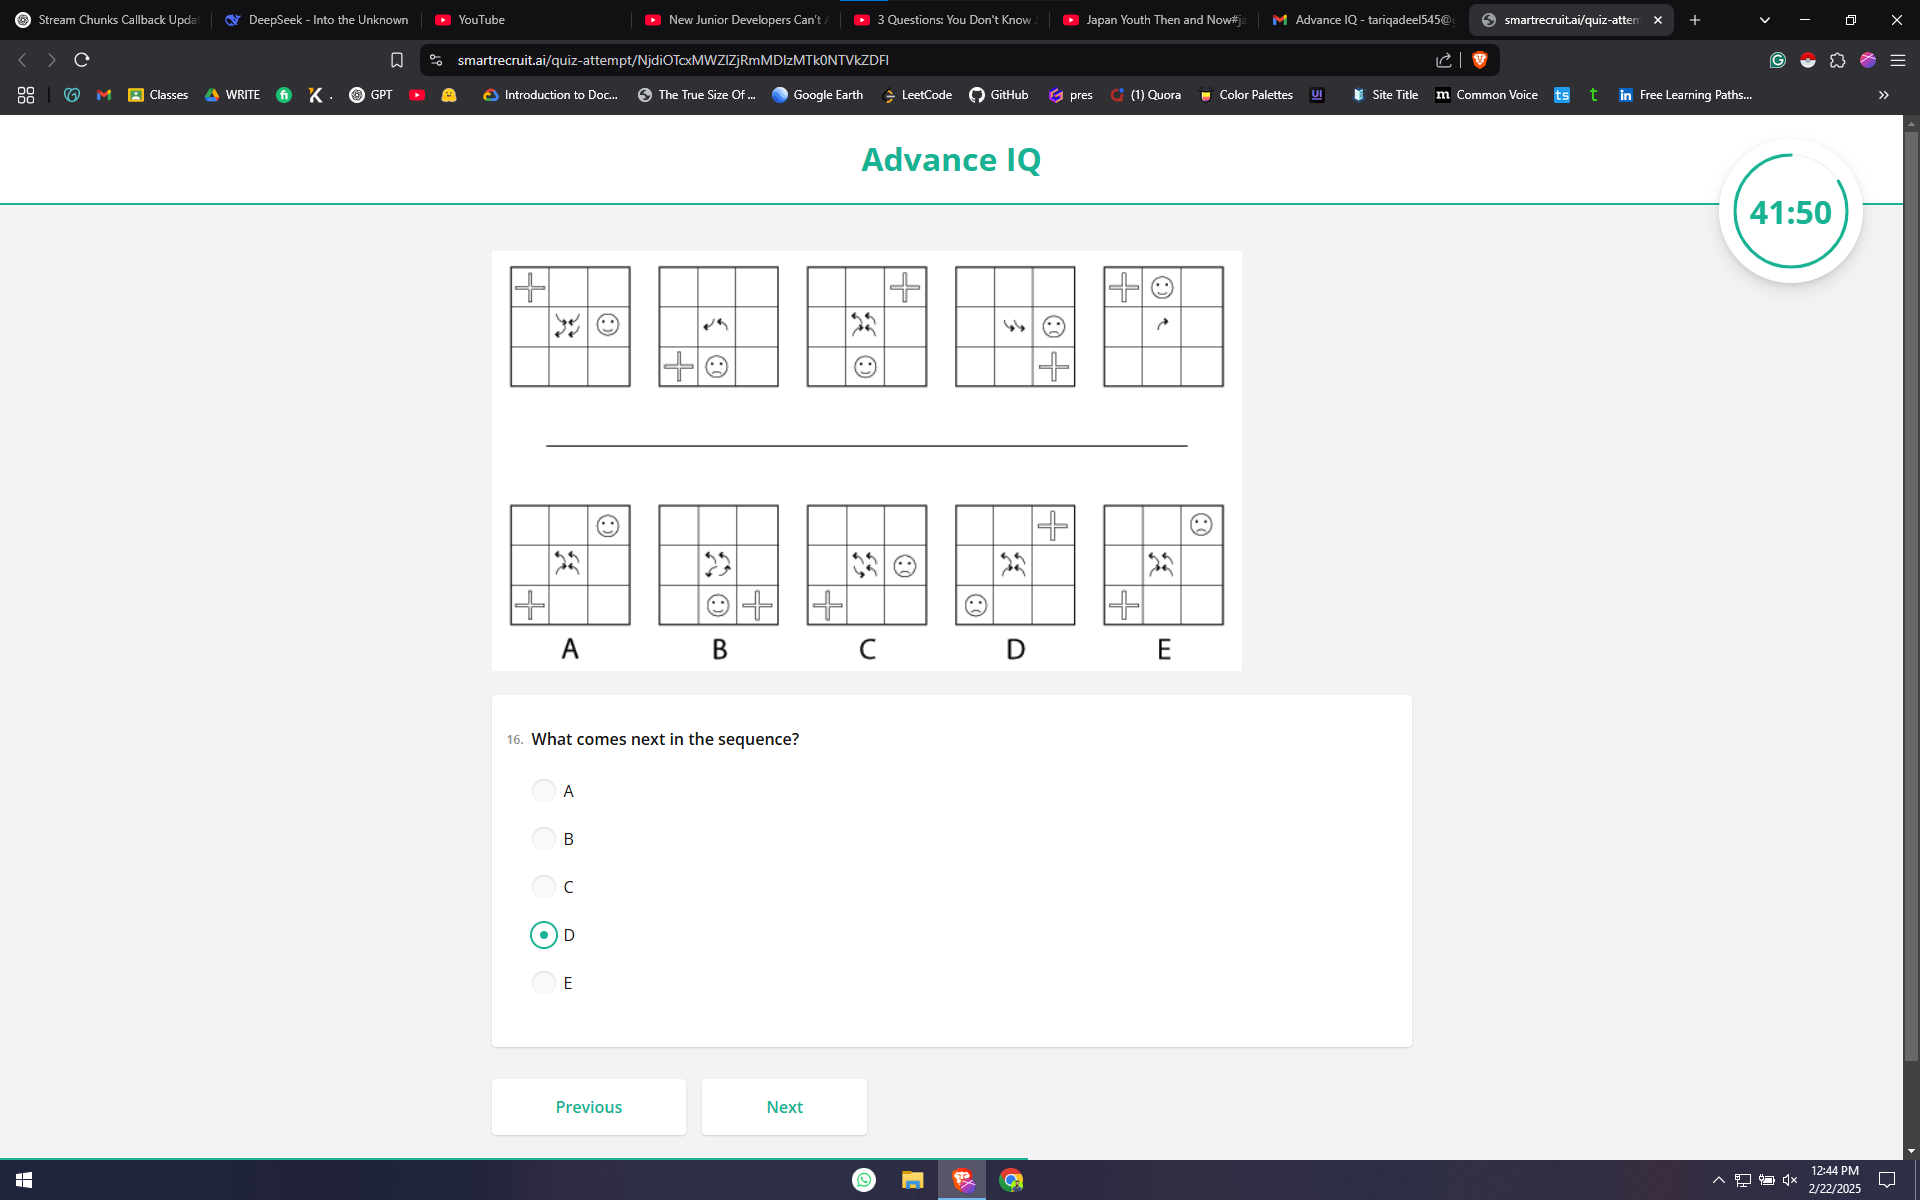 Stream Chunks Callback Upda
DeepSeek - Into the Unknown
YouTube
New Junior Developers Can't
3 Questions: You Don't Know
Japan Youth Then and Now#ja
Advance IQ - tariqadeel545@
smartrecruit.ai/quiz-attem
smartrecruit.ai/quiz-attempt/NjdiOTcxMWZlZjRmMDIzMTk0NTVkZDFl
Classes
WRITE
GPT
Introduction to Doc...
The True Size Of ...
Google Earth
LeetCode
GitHub
pres
(1) Quora
Color Palettes
UI
Site Title
m Common Voice
ts
t
in Free Learning Paths...
»
Advance IQ
41:50
A B C D E
16. What comes next in the sequence?
A
B
C
D
E
Previous Next
12:44 PM
2/22/2025